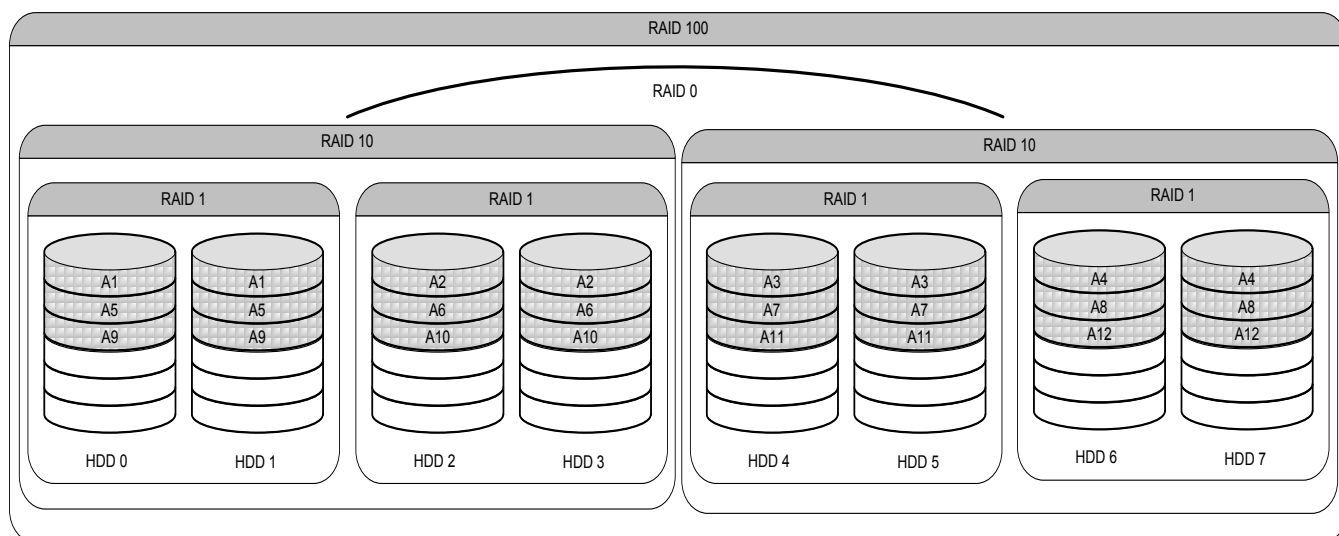 RAID 100
RAID 0
RAID 10
RAID 10
RAID 1
RAID 1
RAID 1
RAID 1
A1 A1 A2 A2 A3 A3 A4 A4
A5 A5 A6 A6 A7 A7 A8 A8
A9 A9 A10 A10 A11 A11 A12 A12
HDD 0 HDD 1 HDD 2 HDD 3 HDD 4 HDD 5 HDD 6 HDD 7